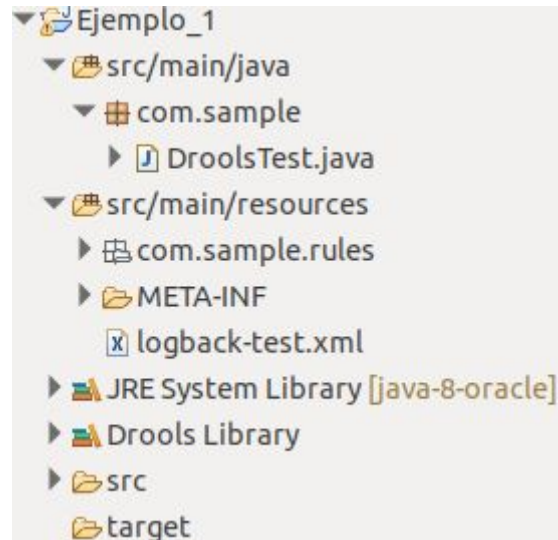 Ejemplo_1
src/main/java
com.sample
DroolsTest.java
src/main/resources
com.sample.rules
META-INF
logback-test.xml
JRE System Library [java-8-oracle]
Drools Library
src
target